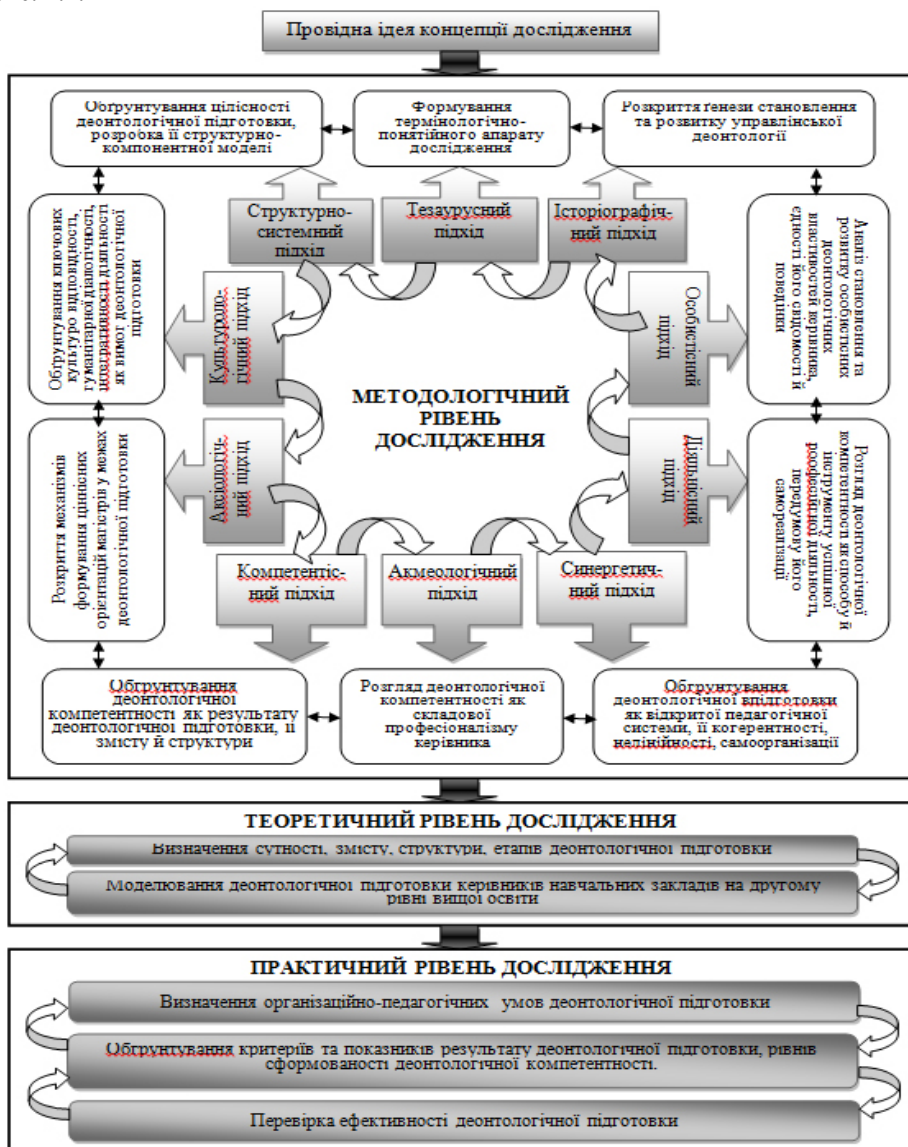 Провідна ідея концепції дослідження
Обґрунтування цілісності
деонтологічної підготовки,
розробка її структурно-
компонентної моделі
Формування
термінологічно-
понятійного апарату
дослідження
Розкриття ґенези становлення
та розвитку управлінської
деонтології
Структурно-
системний
підхід
Тезаурусний
підхід
Історіографіч-
ний підхід
Обґрунтування ключових
культуро відповідності,
гуманітарної діалогічності,
інтегративності діяльності
як вимог деонтологічної
підготовки
Культуроло-
гічний підхід
Особистісний
підхід
Аналіз становлення та
розвитку особистісних
деонтологічних
властивостей керівника,
єдності його свідомості й
поведінки
МЕТОДОЛОГІЧНИЙ
РІВЕНЬ
ДОСЛІДЖЕННЯ
Розкриття механізмів
формування ціннісних
орієнтацій магістрів у межах
деонтологічної підготовки
Аксіологіч-
ний підхід
Діяльнісний
підхід
Розгляд деонтологічної
компетентності як способу й
інструменту успішної
професійної діяльності,
передумову його
самореалізації
Компетентіс-
ний підхід
Акмеологічний
підхід
Синергетич-
ний підхід
Обґрунтування
деонтологічної
компетентності як результату
деонтологічної підготовки, її
змісту й структури
Розгляд деонтологічної
компетентності як
складової
професіоналізму
керівника
Обґрунтування
деонтологічної впідготовки
як відкритої педагогічної
системи, її когерентності,
нелінійності, самоорганізації
ТЕОРЕТИЧНИЙ РІВЕНЬ ДОСЛІДЖЕННЯ
Визначення сутності, змісту, структури, етапів деонтологічної підготовки
Моделювання деонтологічної підготовки керівників навчальних закладів на другому
рівні вищої освіти
ПРАКТИЧНИЙ РІВЕНЬ ДОСЛІДЖЕННЯ
Визначення організаційно-педагогічних умов деонтологічної підготовки
Обґрунтування критеріїв та показників результату деонтологічної підготовки, рівнів
сформованості деонтологічної компетентності.
Перевірка ефективності деонтологічної підготовки